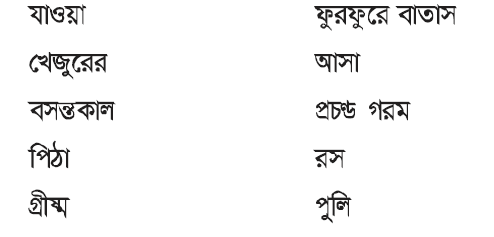 যাওয়া ফুরফুরে বাতাস
খেজুরের আসা
বসন্তকাল প্রচণ্ড গরম
পিঠা রস
গ্রীষ্ম পুলি